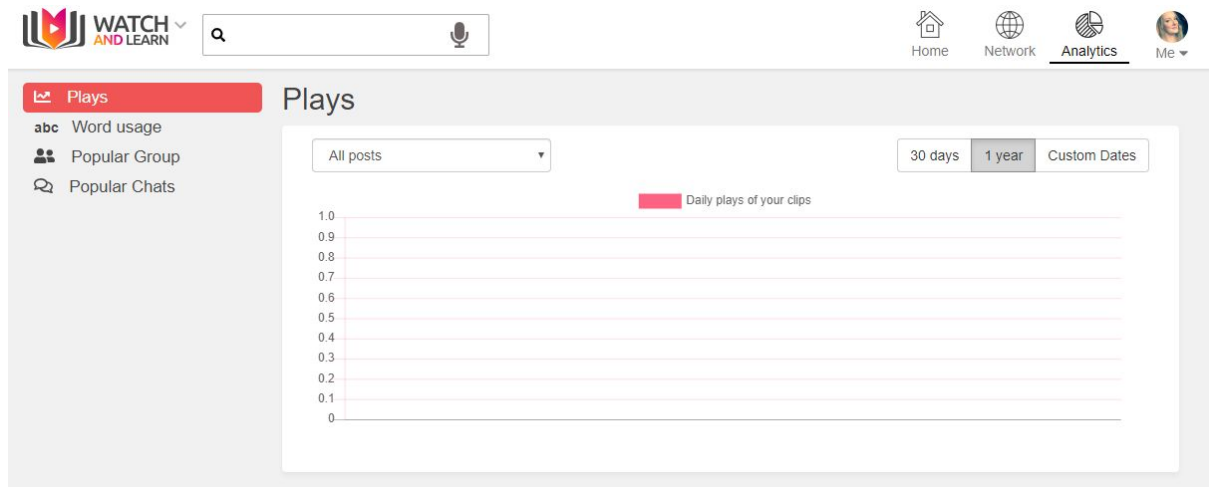 WATCH
AND LEARN
Home
Network
Analytics
Me
Plays
abc Word usage
Popular Group
Popular Chats
Plays
All posts
30 days 1 year Custom Dates
Daily plays of your clips
1.0
0.9
0.8
0.7
0.6
0.5
0.4
0.3
0.2
0.1
0